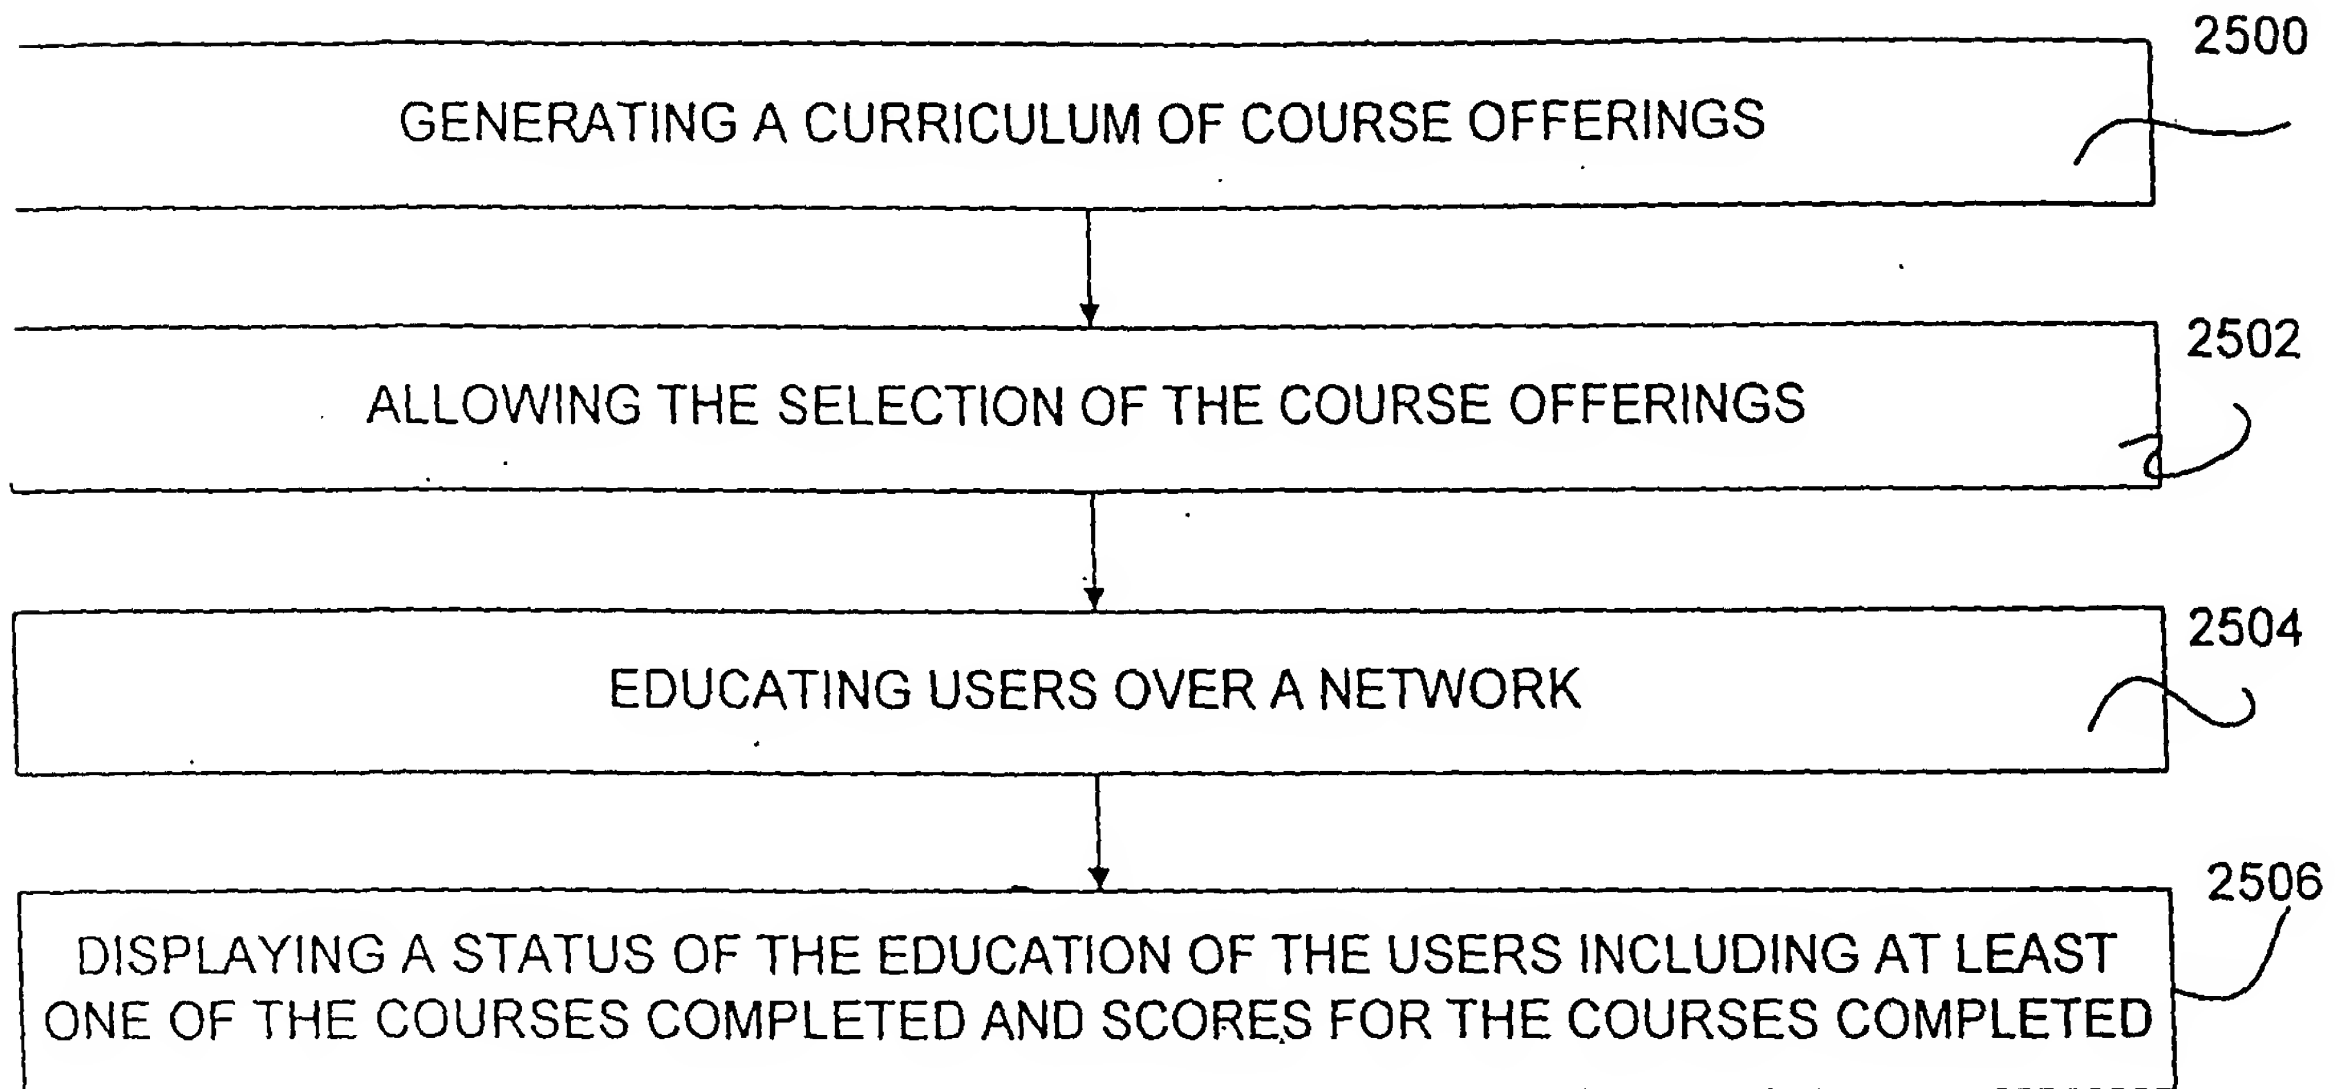 2500
GENERATING A CURRICULUM OF COURSE OFFERINGS
2502
ALLOWING THE SELECTION OF THE COURSE OFFERINGS
2504
EDUCATING USERS OVER A NETWORK
2506
DISPLAYING A STATUS OF THE EDUCATION OF THE USERS INCLUDING AT LEAST
ONE OF THE COURSES COMPLETED AND SCORES FOR THE COURSES COMPLETED